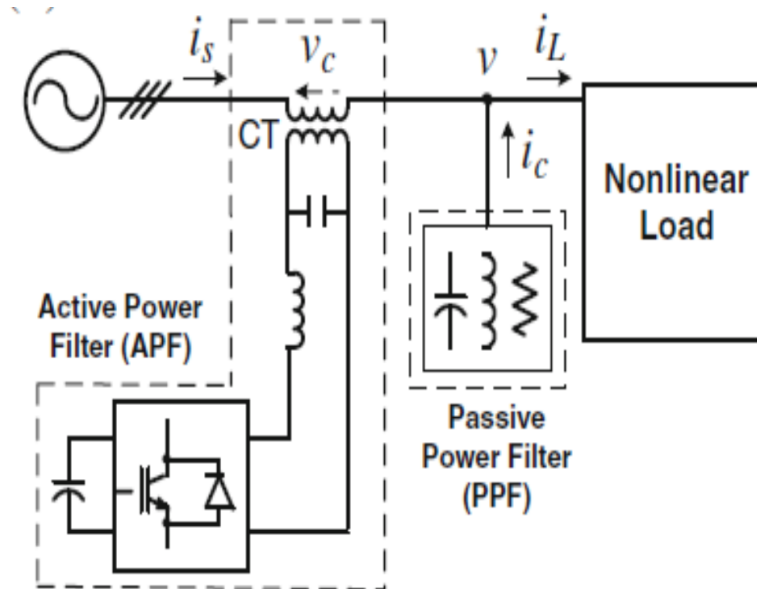 i_s
v_c
v
i_L
CT
i_c
Nonlinear
Load
Active Power
Filter (APF)
Passive
Power Filter
(PPF)